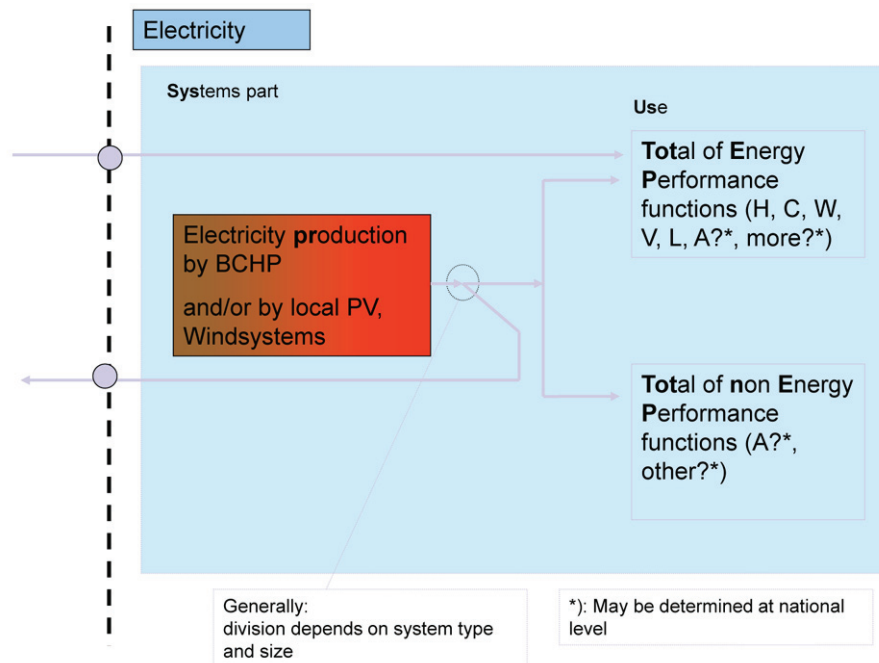 Electricity
Systems part
Use
Total of Energy
Performance
functions (H, C, W,
V, L, A?*, more?*)
Electricity production
by BCHP
and/or by local PV,
Windsystems
Total of non Energy
Performance
functions (A?*,
other?*)
Generally:
division depends on system type
and size
*): May be determined at national
level